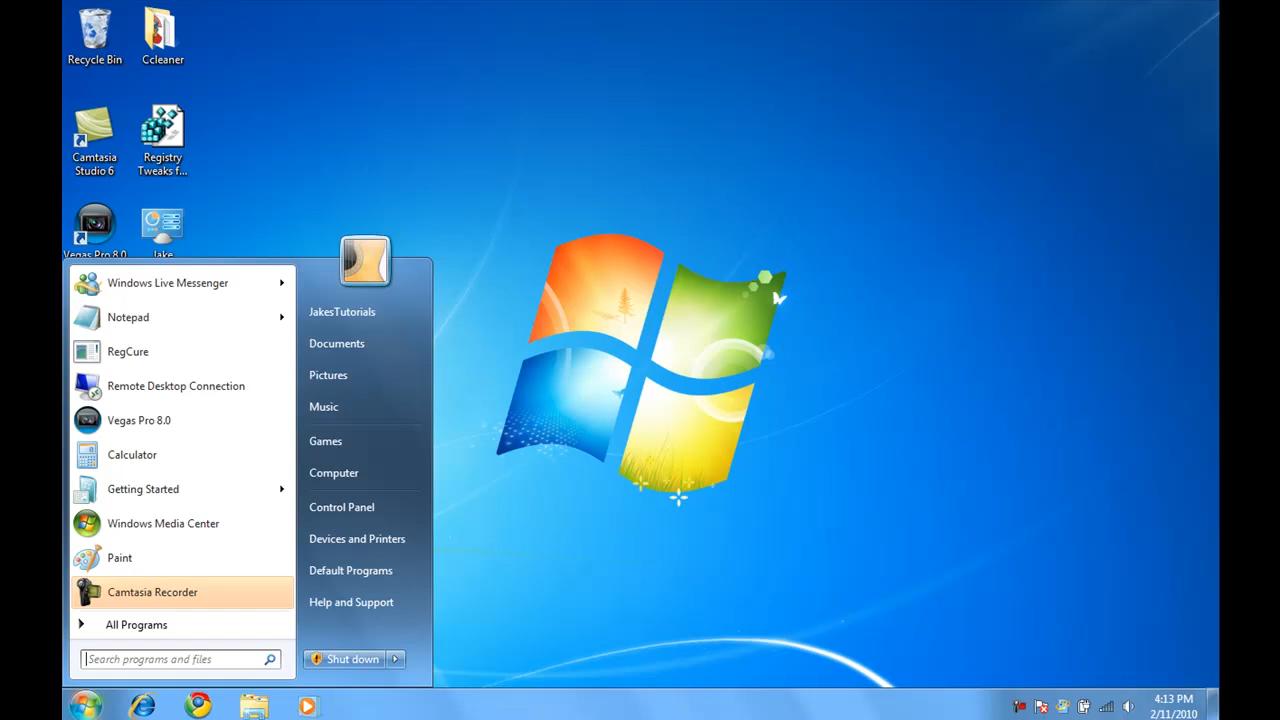 Recycle Bin
Ccleaner
Camtasia
Studio 6
Registry
Tweaks f...
Vegas Pro 8.0
Jake
Windows Live Messenger
Notepad
RegCure
Remote Desktop Connection
Vegas Pro 8.0
Calculator
Getting Started
Windows Media Center
Paint
Camtasia Recorder
All Programs
Search programs and files
JakesTutorials
Documents
Pictures
Music
Games
Computer
Control Panel
Devices and Printers
Default Programs
Help and Support
Shut down
4:13 PM
2/11/2010